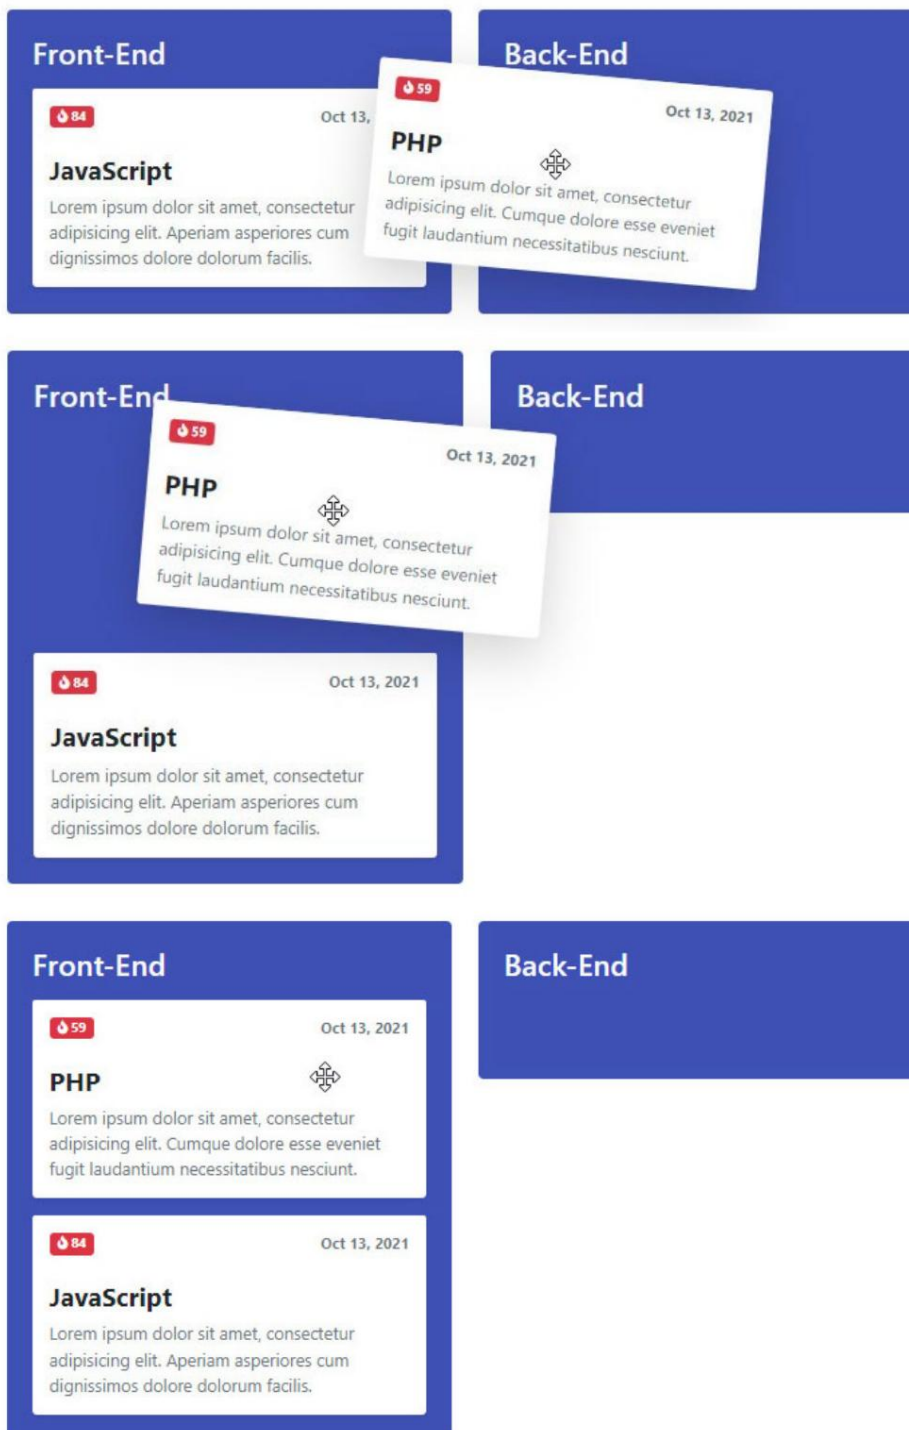 Front-End
84
Oct 13,
JavaScript
Lorem ipsum dolor sit amet, consectetur
adipisicing elit. Aperiam asperiores cum
dignissimos dolore dolorum facilis.
Back-End
59
Oct 13, 2021
PHP
Lorem ipsum dolor sit amet, consectetur
adipisicing elit. Cumque dolore esse eveniet
fugit laudantium necessitatibus nesciunt.
Front-End
59
Oct 13, 2021
PHP
Lorem ipsum dolor sit amet, consectetur
adipisicing elit. Cumque dolore esse eveniet
fugit laudantium necessitatibus nesciunt.
84
Oct 13, 2021
JavaScript
Lorem ipsum dolor sit amet, consectetur
adipisicing elit. Aperiam asperiores cum
dignissimos dolore dolorum facilis.
Back-End
Front-End
59
Oct 13, 2021
PHP
Lorem ipsum dolor sit amet, consectetur
adipisicing elit. Cumque dolore esse eveniet
fugit laudantium necessitatibus nesciunt.
84
Oct 13, 2021
JavaScript
Lorem ipsum dolor sit amet, consectetur
adipisicing elit. Aperiam asperiores cum
dignissimos dolore dolorum facilis.
Back-End